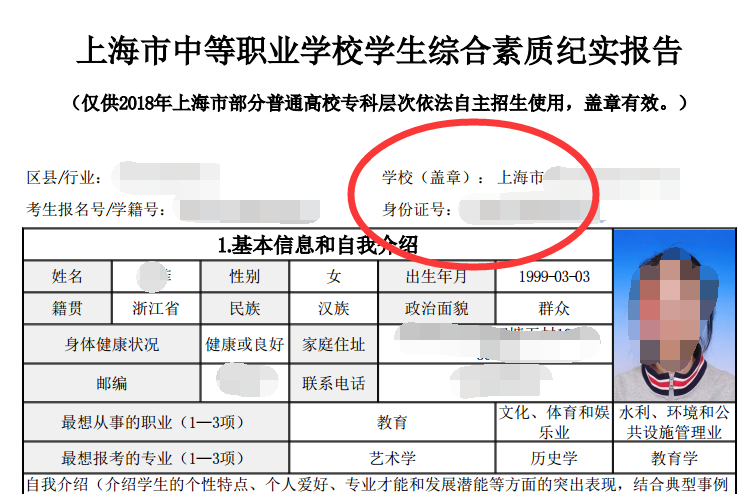 上海市中等职业学校学生综合素质纪实报告
（仅供2018年上海市部分普通高校专科层次依法自主招生使用，盖章有效。）
区县/行业：
学校（盖章）：上海市
考生报名号/学籍号：
身份证号：
1.基本信息和自我介绍
姓名 性别 女 出生年月 1999-03-03
籍贯 浙江省 民族 汉族 政治面貌 群众
身体健康状况 健康或良好 家庭住址
邮编 联系电话
最想从事的职业（1—3项） 教育 文化、体育和娱乐业 水利、环境和公共设施管理业
最想报考的专业（1—3项） 艺术学 历史学 教育学
自我介绍（介绍学生的个性特点、个人爱好、专业才能和发展潜能等方面的突出表现，结合典型事例